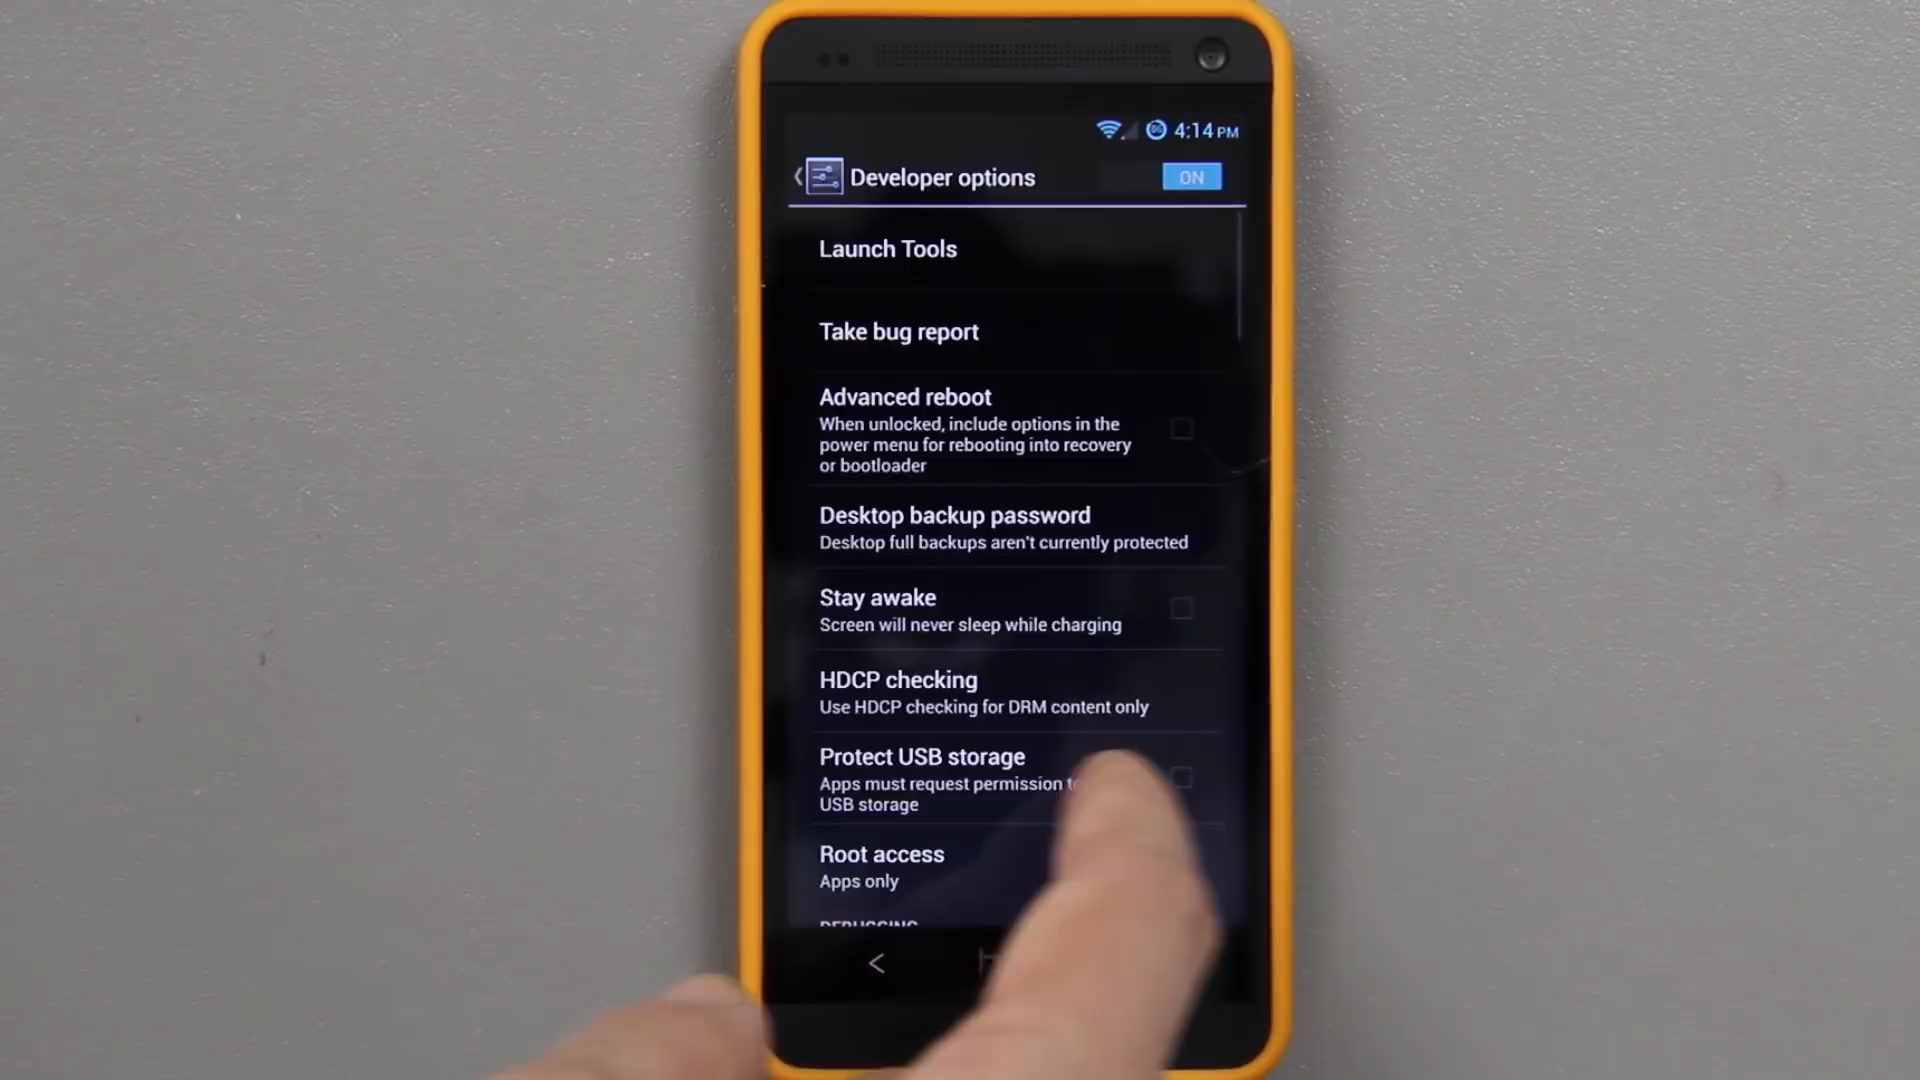 4:14 PM
Developer options
ON
Launch Tools
Take bug report
Advanced reboot
When unlocked, include options in the
power menu for rebooting into recovery
or bootloader
Desktop backup password
Desktop full backups aren't currently protected
Stay awake
Screen will never sleep while charging
HDCP checking
Use HDCP checking for DRM content only
Protect USB storage
Apps must request permission
USB storage
Root access
Apps only
DEBUGGING